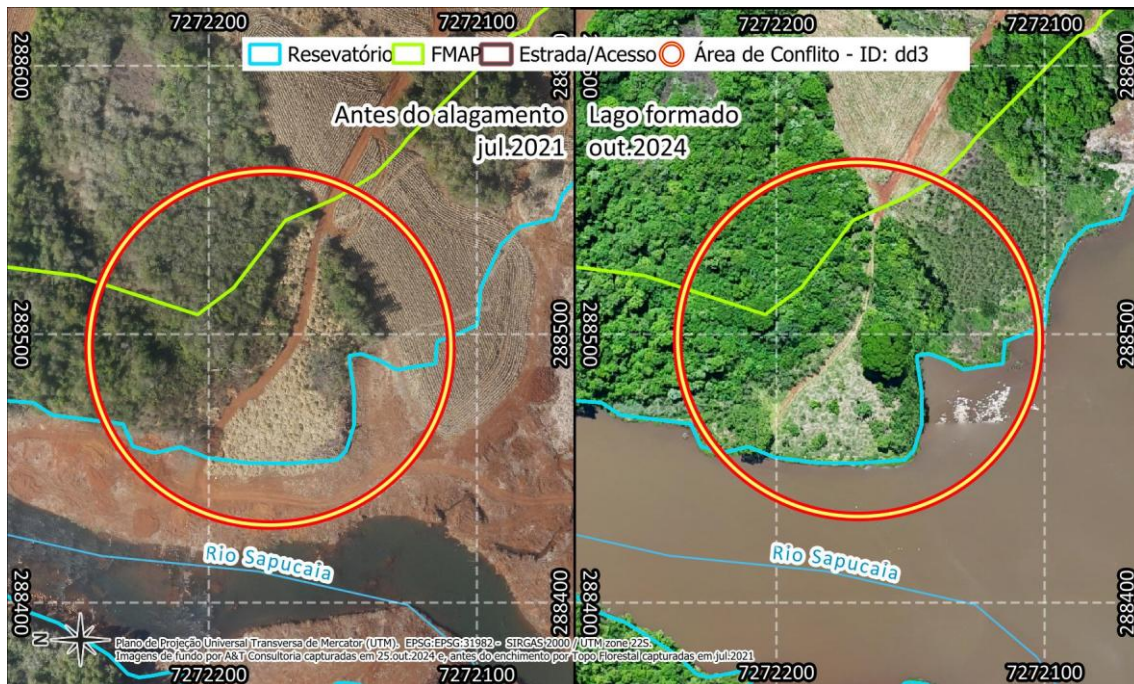 7272200
7272100
7272200
7272100
288600
288600
Resevatório
FMAP
Estrada/Acesso
Área de Conflito - ID: dd3
Antes do alagamento
jul.2021
Lago formado
out.2024
288500
288500
288500
Rio Sapucaia
Rio Sapucaia
288400
288400
288400
N
Plano de Projeção Universal Transversa de Mercator (UTM). EPSG:EPSG:31982 - SIRGAS 2000 / UTM zone 22S.
Imagens de fundo por A&T Consultoria capturadas em 25.out.2024 e, antes do enchimento por Topo Florestal capturadas em jul.2021
7272200
7272100
7272200
7272100